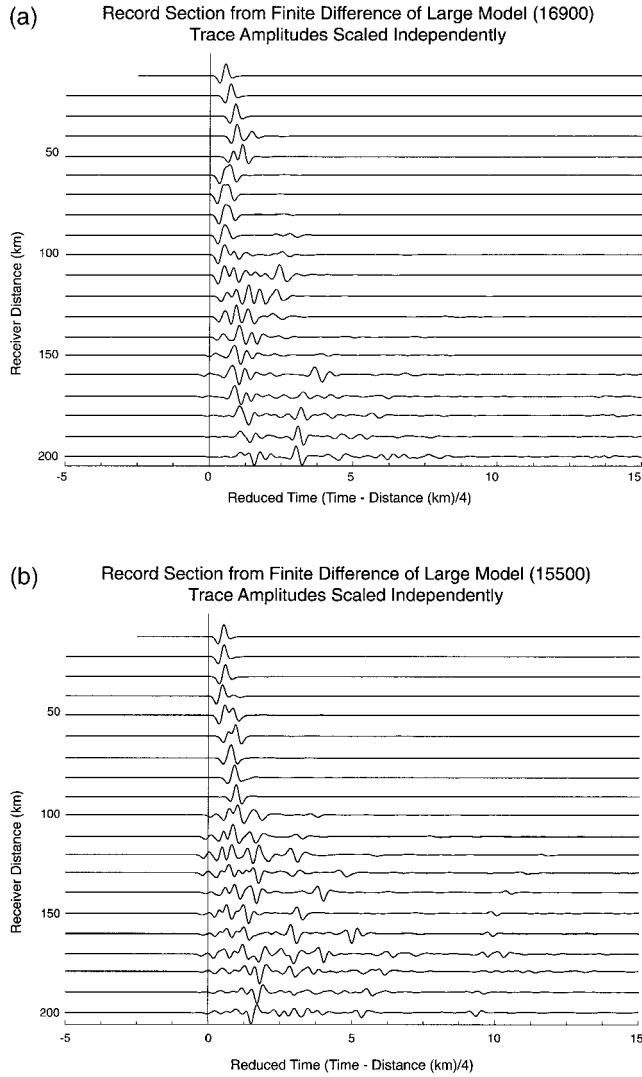 (a)
Record Section from Finite Difference of Large Model (16900)
Trace Amplitudes Scaled Independently
50
100
150
200
Receiver Distance (km)
-5 0 5 10 15
Reduced Time (Time - Distance (km)/4)
(b)
Record Section from Finite Difference of Large Model (15500)
Trace Amplitudes Scaled Independently
50
100
150
200
Receiver Distance (km)
-5 0 5 10 15
Reduced Time (Time - Distance (km)/4)